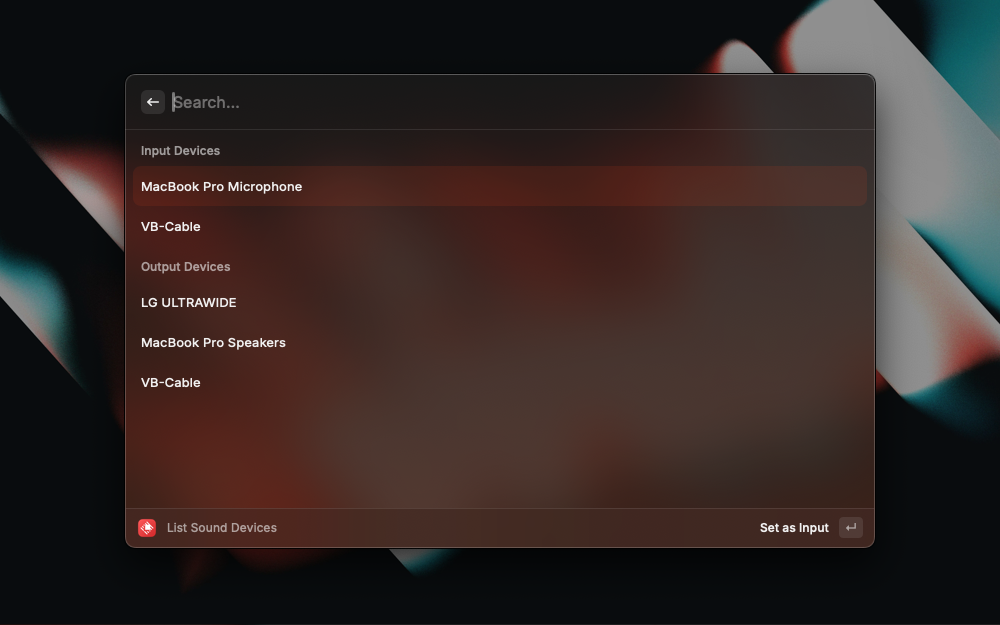 Search...
Input Devices
MacBook Pro Microphone
VB-Cable
Output Devices
LG ULTRAWIDE
MacBook Pro Speakers
VB-Cable
List Sound Devices
Set as Input